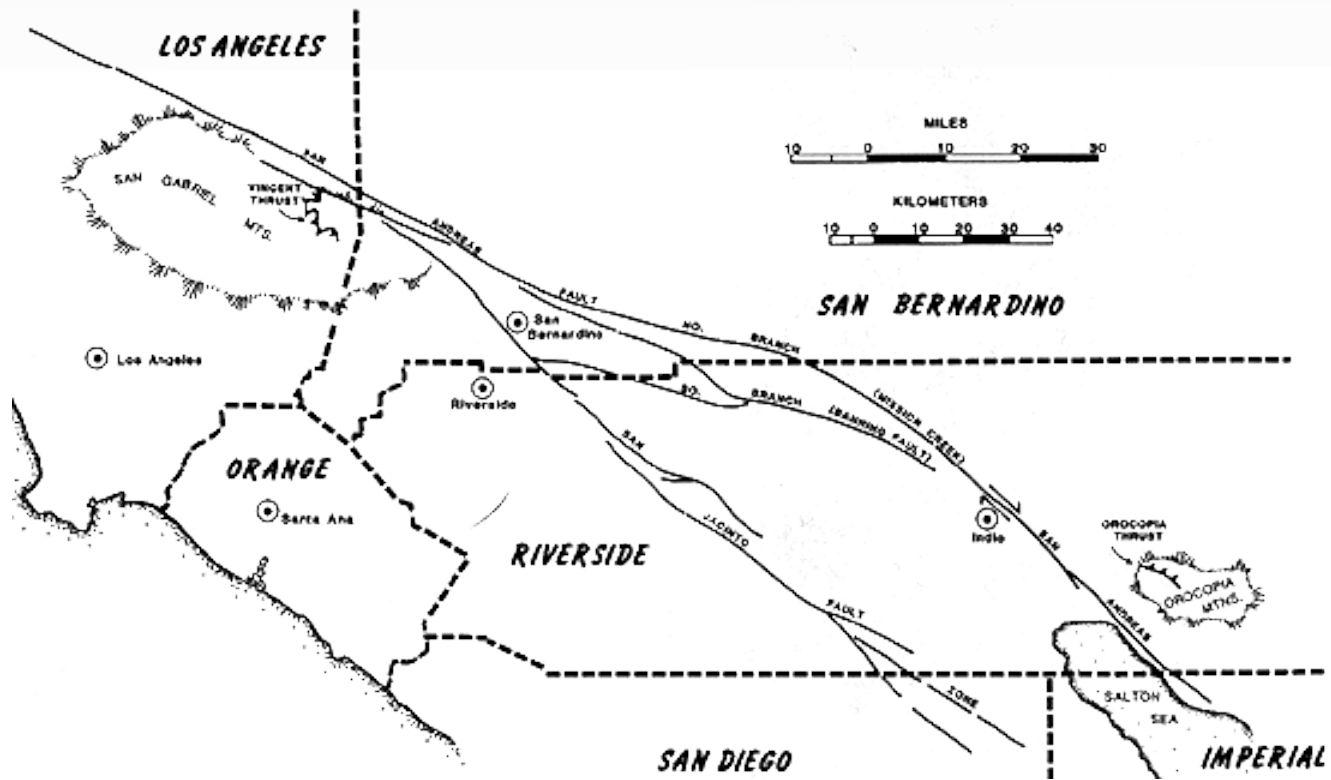 LOS ANGELES
MILES
10 0 10 20 30
KILOMETERS
10 0 10 20 30 40
SAN GABRIEL MTS.
VINCENT
THRUST
SAN ANDREAS FAULT
NO. BRANCH (MISSION CREEK)
SAN BERNARDINO
San
Bernardino
Los Angeles
Riverside
SO. BRANCH (BANNING FAULT)
ORANGE
Santa Ana
SAN JACINTO FAULT ZONE
RIVERSIDE
Indio
SAN ANDREAS
OROCOPIA
THRUST
OROCOPIA
MTNS.
SALTON
SEA
SAN DIEGO
IMPERIAL